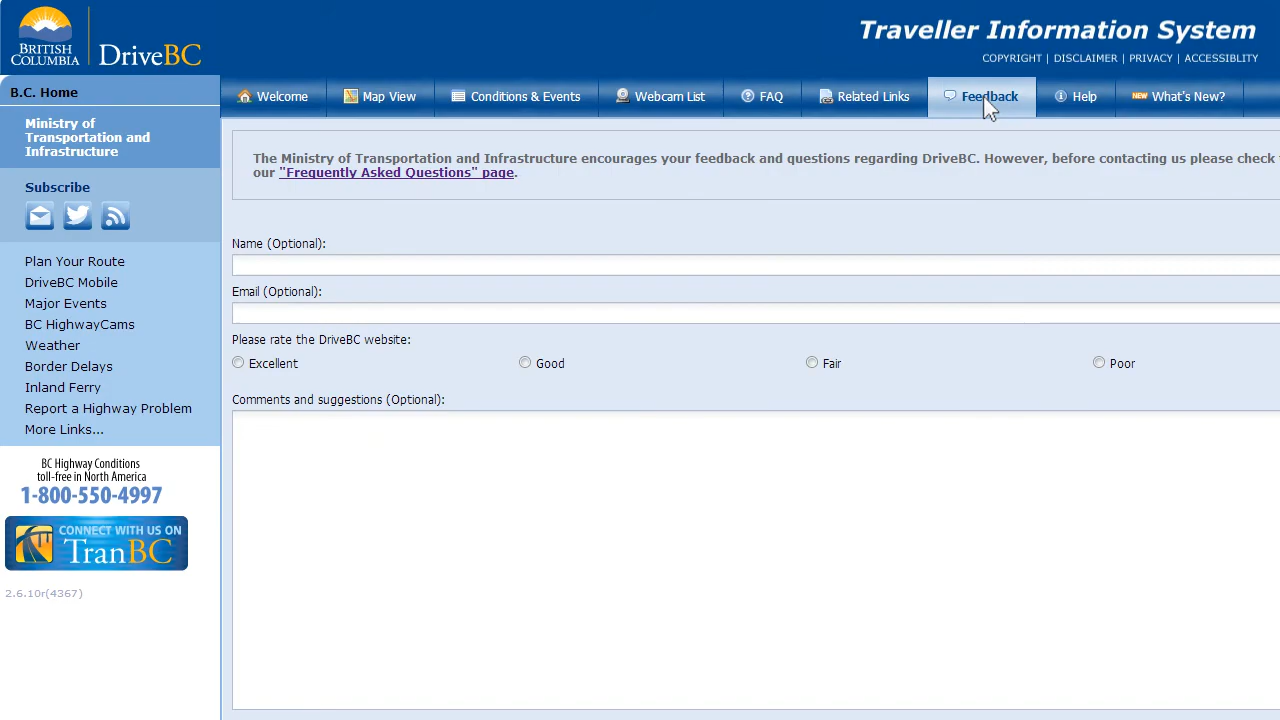 BRITISH
COLUMBIA
DriveBC
Traveller Information System
COPYRIGHT | DISCLAIMER | PRIVACY | ACCESSIBLITY
B.C. Home
Welcome
Map View
Conditions & Events
Webcam List
FAQ
Related Links
Feedback
Help
NEW What's New?
Ministry of
Transportation and
Infrastructure
Subscribe
Plan Your Route
DriveBC Mobile
Major Events
BC HighwayCams
Weather
Border Delays
Inland Ferry
Report a Highway Problem
More Links...
BC Highway Conditions
toll-free in North America
1-800-550-4997
CONNECT WITH US ON
TranBC
2.6.10r(4367)
The Ministry of Transportation and Infrastructure encourages your feedback and questions regarding DriveBC. However, before contacting us please check
our "Frequently Asked Questions" page.
Name (Optional):
Email (Optional):
Please rate the DriveBC website:
Excellent
Good
Fair
Poor
Comments and suggestions (Optional):